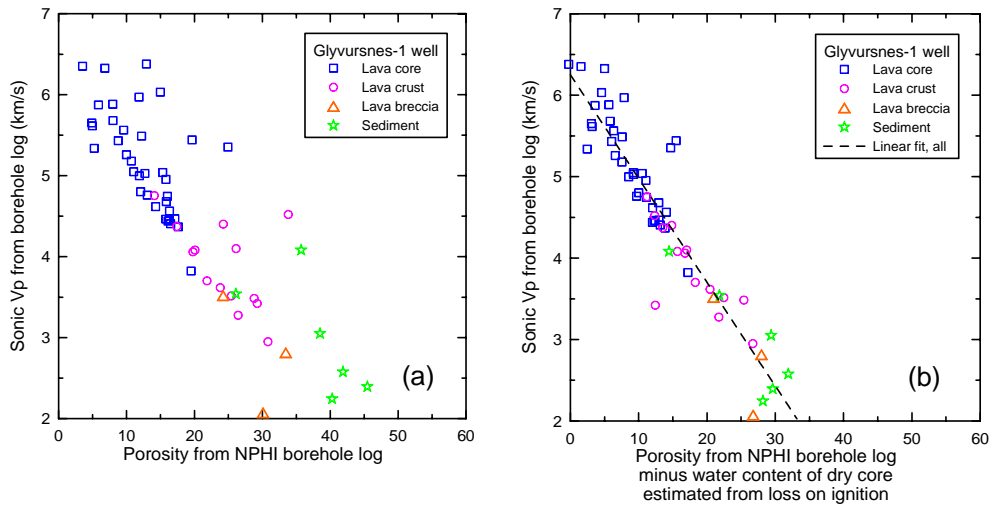 7
6
5
4
3
2
0
10
20
30
40
50
60
Sonic Vp from borehole log (km/s)
Porosity from NPHI borehole log
Glyvursnes-1 well
Lava core
Lava crust
Lava breccia
Sediment
(a)
7
6
5
4
3
2
0
10
20
30
40
50
60
Sonic Vp from borehole log (km/s)
Porosity from NPHI borehole log
minus water content of dry core
estimated from loss on ignition
Glyvursnes-1 well
Lava core
Lava crust
Lava breccia
Sediment
Linear fit, all
(b)